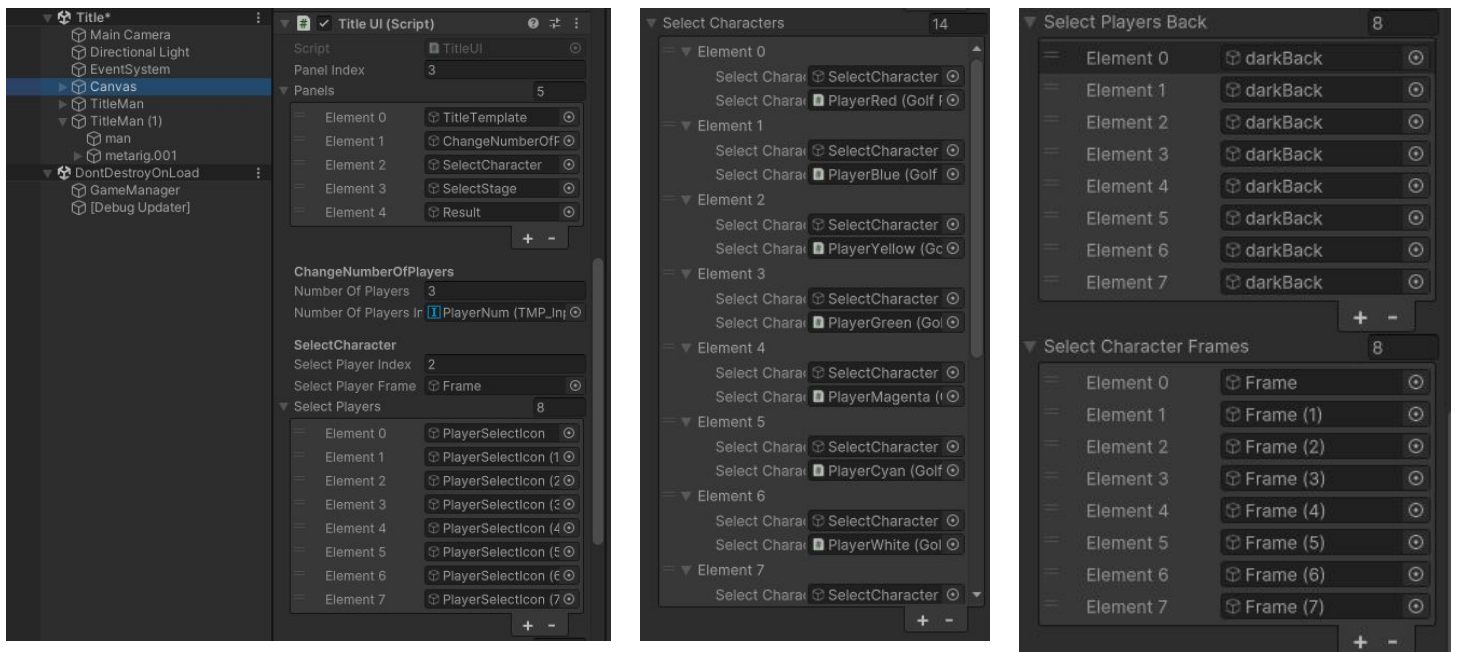 Title*
Main Camera
Directional Light
EventSystem
Canvas
TitleMan
TitleMan (1)
man
metarig.001
DontDestroyOnLoad
GameManager
[Debug Updater]
# Title UI (Script)
Script TitleUI
Panel Index 3
Panels 5
Element 0 TitleTemplate
Element 1 ChangeNumberOfF
Element 2 SelectCharacter
Element 3 SelectStage
Element 4 Result
+ -
ChangeNumberOfPlayers
Number Of Players 3
Number Of Players Ir PlayerNum (TMP_Inp
SelectCharacter
Select Player Index 2
Select Player Frame Frame
Select Players 8
Element 0 PlayerSelectIcon
Element 1 PlayerSelectIcon (1
Element 2 PlayerSelectIcon (2
Element 3 PlayerSelectIcon (3
Element 4 PlayerSelectIcon (4
Element 5 PlayerSelectIcon (5
Element 6 PlayerSelectIcon (6
Element 7 PlayerSelectIcon (7
+ -
Select Characters 14
Element 0
Select Chara SelectCharacter
Select Chara PlayerRed (Golf F
Element 1
Select Chara SelectCharacter
Select Chara PlayerBlue (Golf
Element 2
Select Chara SelectCharacter
Select Chara PlayerYellow (Gc
Element 3
Select Chara SelectCharacter
Select Chara PlayerGreen (Gol
Element 4
Select Chara SelectCharacter
Select Chara PlayerMagenta (
Element 5
Select Chara SelectCharacter
Select Chara PlayerCyan (Golf
Element 6
Select Chara SelectCharacter
Select Chara PlayerWhite (Gol
Element 7
Select Chara SelectCharacter
+ -
Select Players Back 8
Element 0 darkBack
Element 1 darkBack
Element 2 darkBack
Element 3 darkBack
Element 4 darkBack
Element 5 darkBack
Element 6 darkBack
Element 7 darkBack
+ -
Select Character Frames 8
Element 0 Frame
Element 1 Frame (1)
Element 2 Frame (2)
Element 3 Frame (3)
Element 4 Frame (4)
Element 5 Frame (5)
Element 6 Frame (6)
Element 7 Frame (7)
+ -